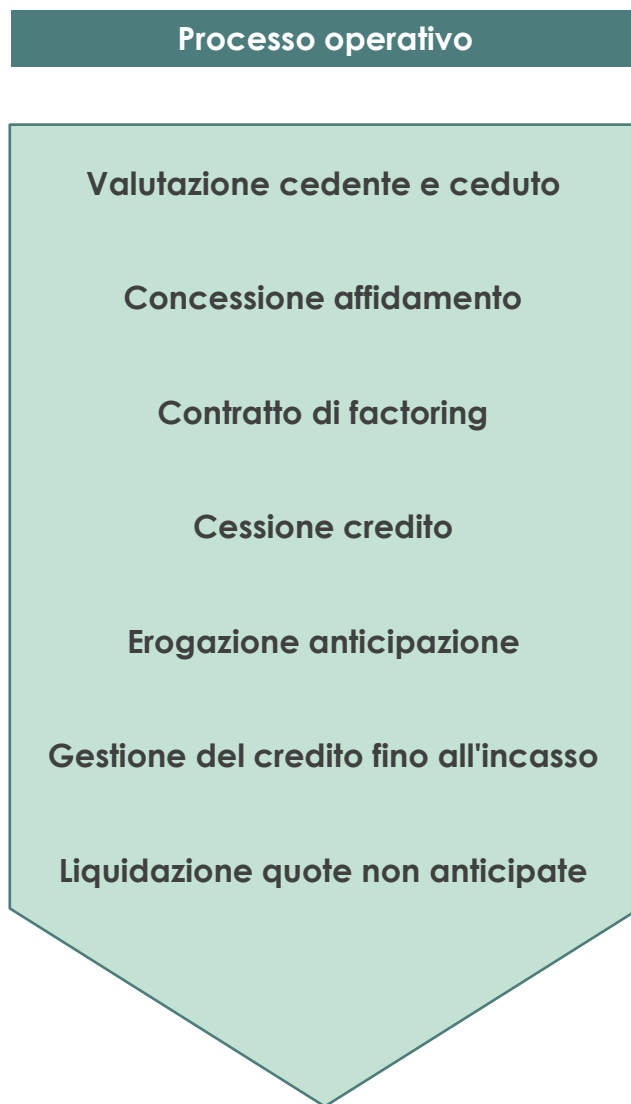 Processo operativo
Valutazione cedente e ceduto
Concessione affidamento
Contratto di factoring
Cessione credito
Erogazione anticipazione
Gestione del credito fino all'incasso
Liquidazione quote non anticipate